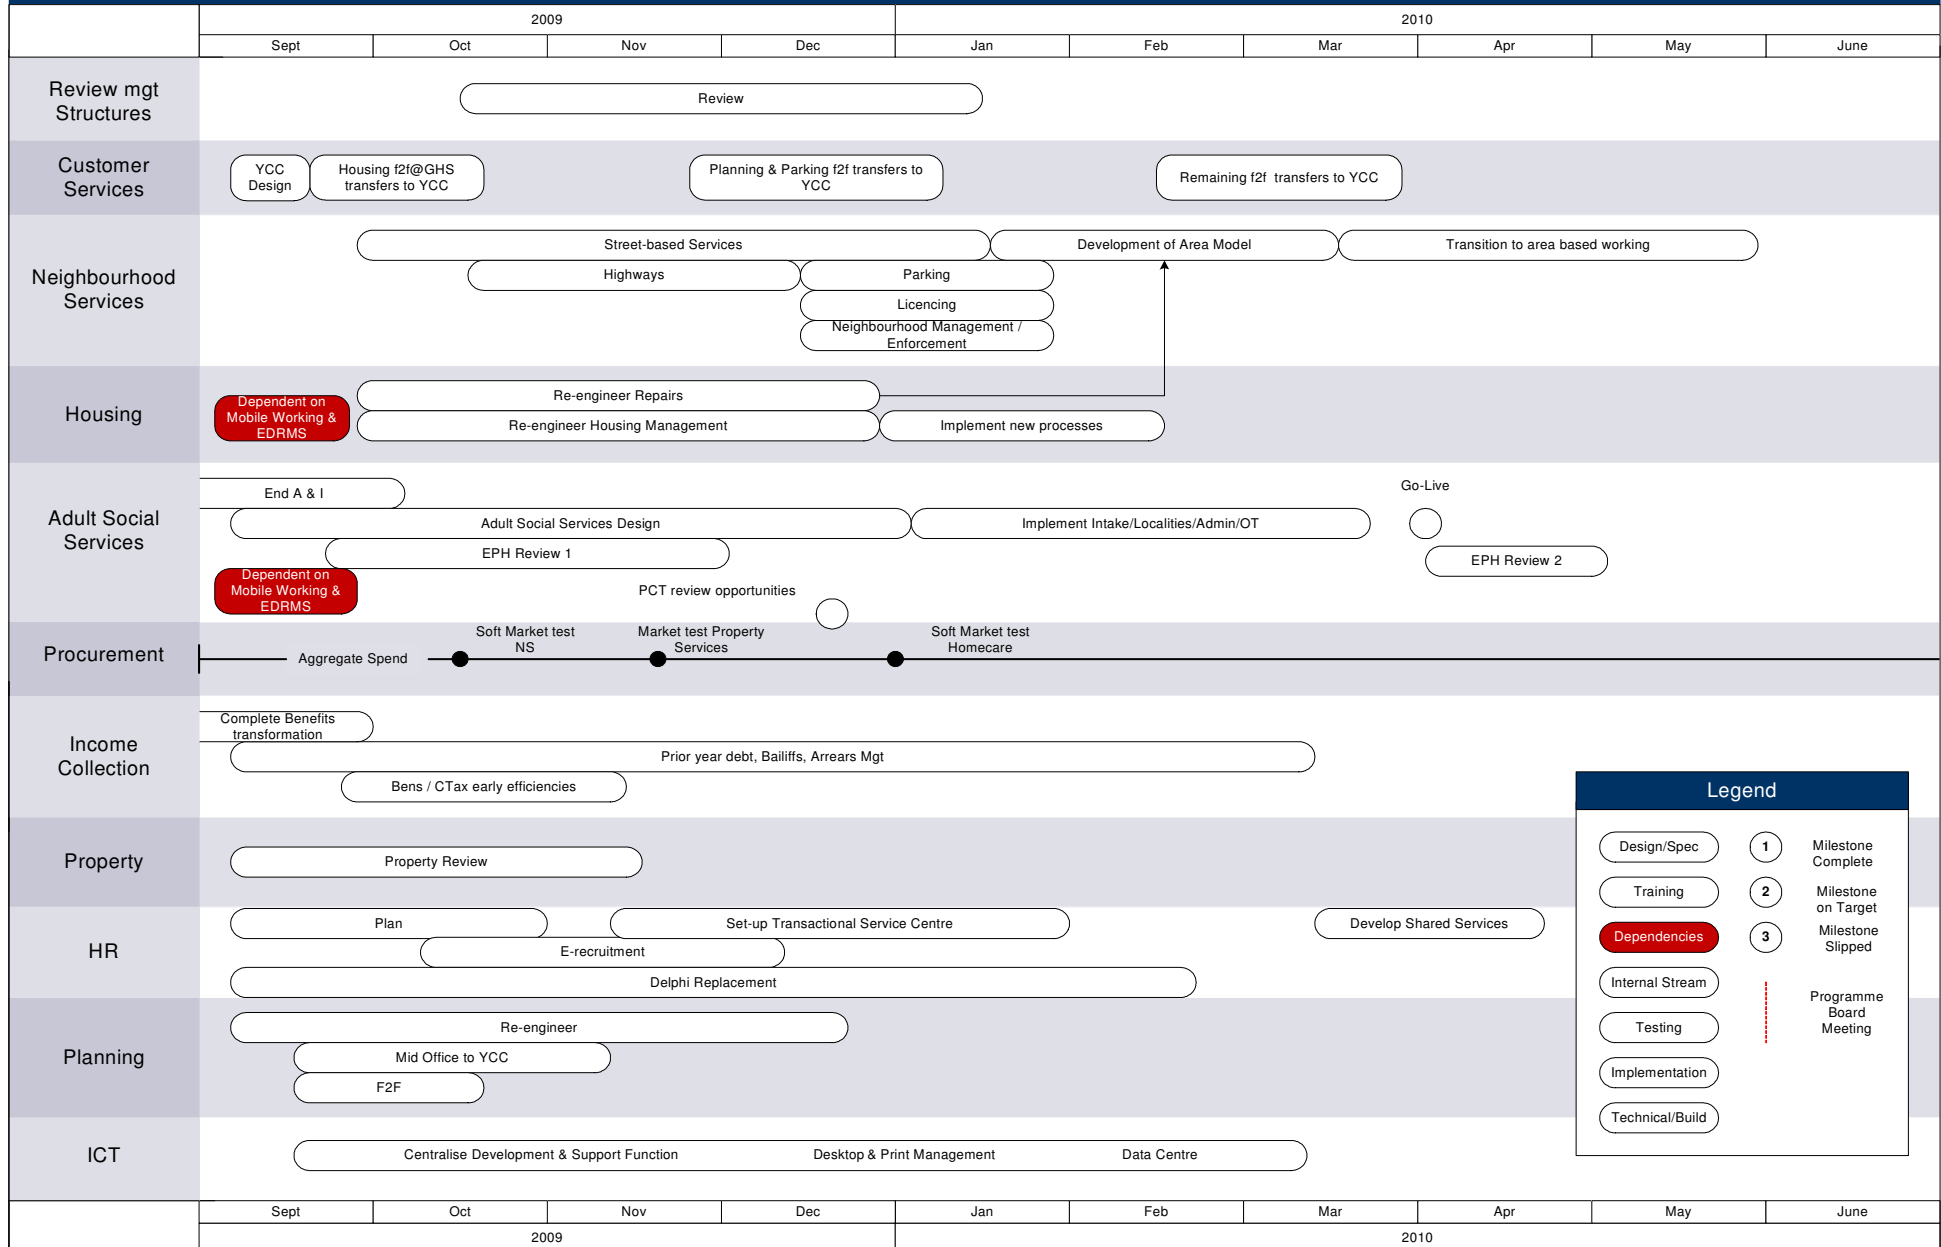 2009
2010
Sept
Oct
Nov
Dec
Jan
Feb
Mar
Apr
May
June
Review mgt
Structures
Review
Customer
Services
YCC
Design
Housing f2f@GHS
transfers to YCC
Planning & Parking f2f transfers to
YCC
Remaining f2f  transfers to YCC
Neighbourhood
Services
Street-based Services
Development of Area Model
Transition to area based working
Highways
Parking
Licencing
Neighbourhood Management /
Enforcement
Housing
Dependent on
Mobile Working &
EDRMS
Re-engineer Repairs
Re-engineer Housing Management
Implement new processes
Adult Social
Services
End A & I
Go-Live
Adult Social Services Design
Implement Intake/Localities/Admin/OT
EPH Review 1
EPH Review 2
Dependent on
Mobile Working &
EDRMS
PCT review opportunities
Procurement
Aggregate Spend
Soft Market test
NS
Market test Property
Services
Soft Market test
Homecare
Income
Collection
Complete Benefits
transformation
Prior year debt, Bailiffs, Arrears Mgt
Bens / CTax early efficiencies
Property
Property Review
HR
Plan
Set-up Transactional Service Centre
Develop Shared Services
E-recruitment
Delphi Replacement
Planning
Re-engineer
Mid Office to YCC
F2F
ICT
Centralise Development & Support Function
Desktop & Print Management
Data Centre
Legend
Design/Spec
1
Milestone
Complete
Training
2
Milestone
on Target
Dependencies
3
Milestone
Slipped
Internal Stream
Programme
Board
Meeting
Testing
Implementation
Technical/Build
Sept
Oct
Nov
Dec
Jan
Feb
Mar
Apr
May
June
2009
2010